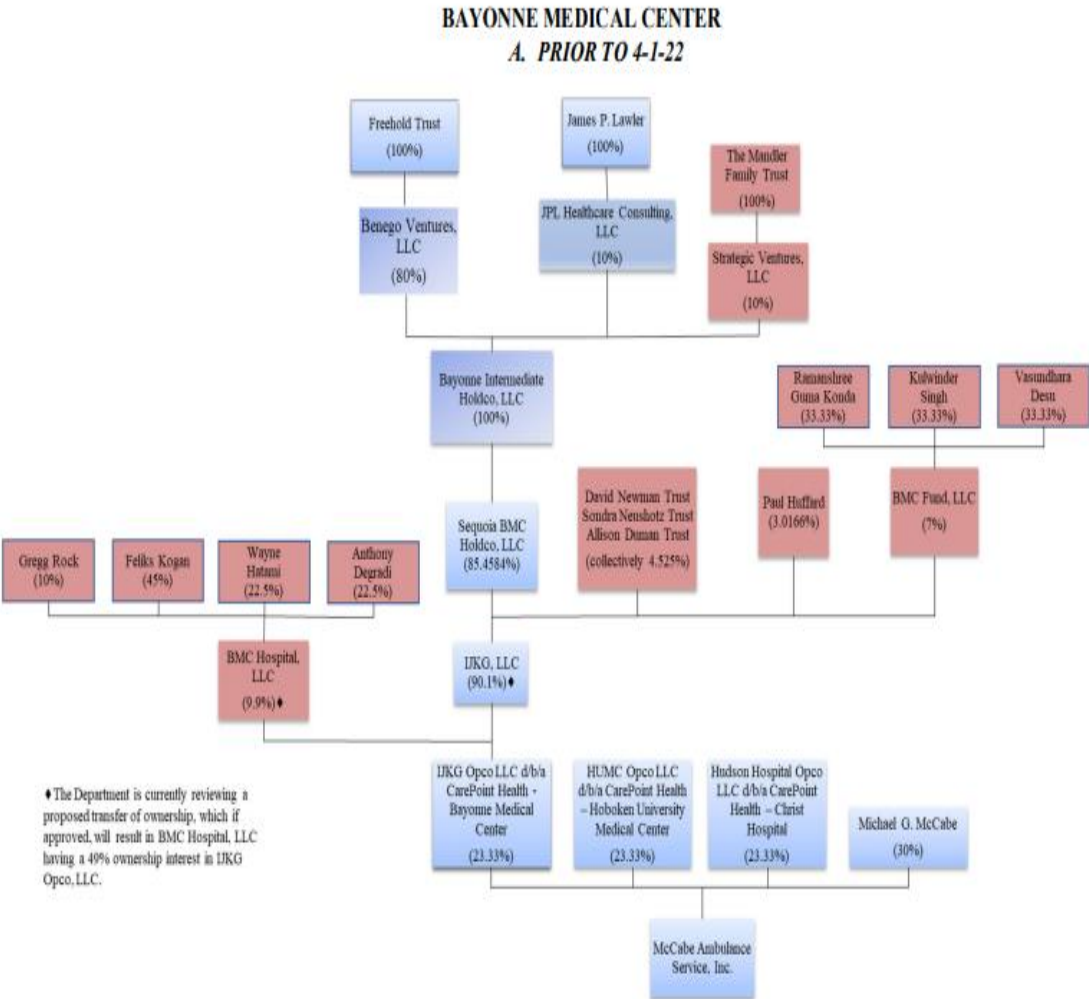 BAYONNE MEDICAL CENTER
A. PRIOR TO 4-1-22
Freehold Trust
(100%)
James P. Lawler
(100%)
The Mandler
Family Trust
(100%)
Benego Ventures,
LLC
(80%)
JPL Healthcare Consulting,
LLC
(10%)
Strategic Ventures,
LLC
(10%)
Bayonne Intermediate
Holdco, LLC
(100%)
Ramanshree
Guma Konda
(33.33%)
Kulwinder
Singh
(33.33%)
Vasundhara
Desu
(33.33%)
Sequoia BMC
Holdco, LLC
(85.4584%)
David Newman Trust
Sondra Neushotz Trust
Allison Duman Trust
(collectively 4.525%)
Paul Huffard
(3.0166%)
BMC Fund, LLC
(7%)
Gregg Rock
(10%)
Feliks Kogan
(45%)
Wayne
Hatami
(22.5%)
Anthony
Degradi
(22.5%)
BMC Hospital,
LLC
(9.9%)♦
IJKG, LLC
(90.1%)♦
IJKG Opco LLC d/b/a
CarePoint Health -
Bayonne Medical
Center
(23.33%)
HUMC Opco LLC
d/b/a CarePoint Health
– Hoboken University
Medical Center
(23.33%)
Hudson Hospital Opco
LLC d/b/a CarePoint
Health – Christ
Hospital
(23.33%)
Michael G. McCabe
(30%)
♦ The Department is currently reviewing a
proposed transfer of ownership, which if
approved, will result in BMC Hospital, LLC
having a 49% ownership interest in IJKG
Opco, LLC.
McCabe Ambulance
Service, Inc.